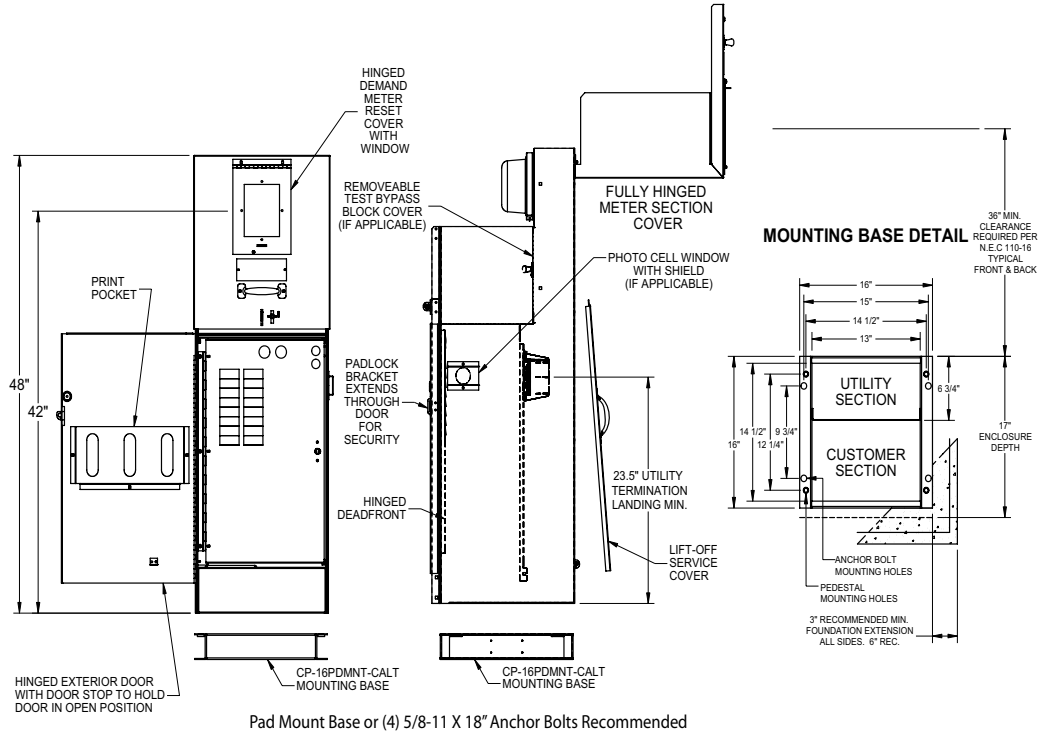 HINGED
DEMAND
METER
RESET
COVER
WITH
WINDOW
REMOVEABLE
TEST BYPASS
BLOCK COVER
(IF APPLICABLE)
FULLY HINGED
METER SECTION
COVER
PHOTO CELL WINDOW
WITH SHIELD
(IF APPLICABLE)
PRINT
POCKET
48"
42"
PADLOCK
BRACKET
EXTENDS
THROUGH
DOOR
FOR
SECURITY
HINGED
DEADFRONT
23.5" UTILITY
TERMINATION
LANDING MIN.
LIFT-OFF
SERVICE
COVER
HINGED EXTERIOR DOOR
WITH DOOR STOP TO HOLD
DOOR IN OPEN POSITION
CP-16PDMNT-CALT
MOUNTING BASE
CP-16PDMNT-CALT
MOUNTING BASE
MOUNTING BASE DETAIL
36" MIN.
CLEARANCE
REQUIRED PER
N.E.C 110-16
TYPICAL
FRONT & BACK
16"
15"
14 1/2"
13"
UTILITY
SECTION
6 3/4"
CUSTOMER
SECTION
16"
14 1/2"
12 1/4"
9 3/4"
17"
ENCLOSURE
DEPTH
ANCHOR BOLT
MOUNTING HOLES
PEDESTAL
MOUNTING HOLES
3" RECOMMENDED MIN.
FOUNDATION EXTENSION
ALL SIDES. 6" REC.
Pad Mount Base or (4) 5/8-11 X 18" Anchor Bolts Recommended